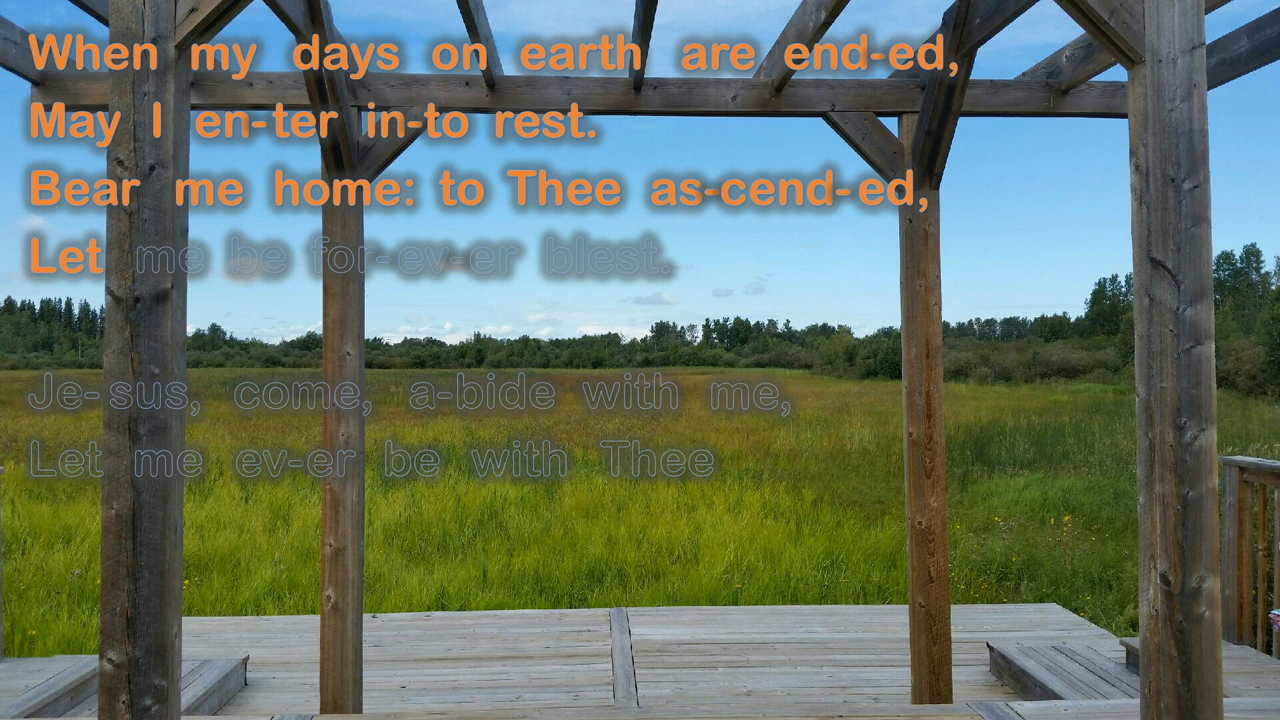 When my days on earth are end-ed,
May I en-ter in-to rest.
Bear me home: to Thee as-cend-ed,
Let me be for-ev-er blest.
Je-sus, come, a-bide with me,
Let me ev-er be with Thee